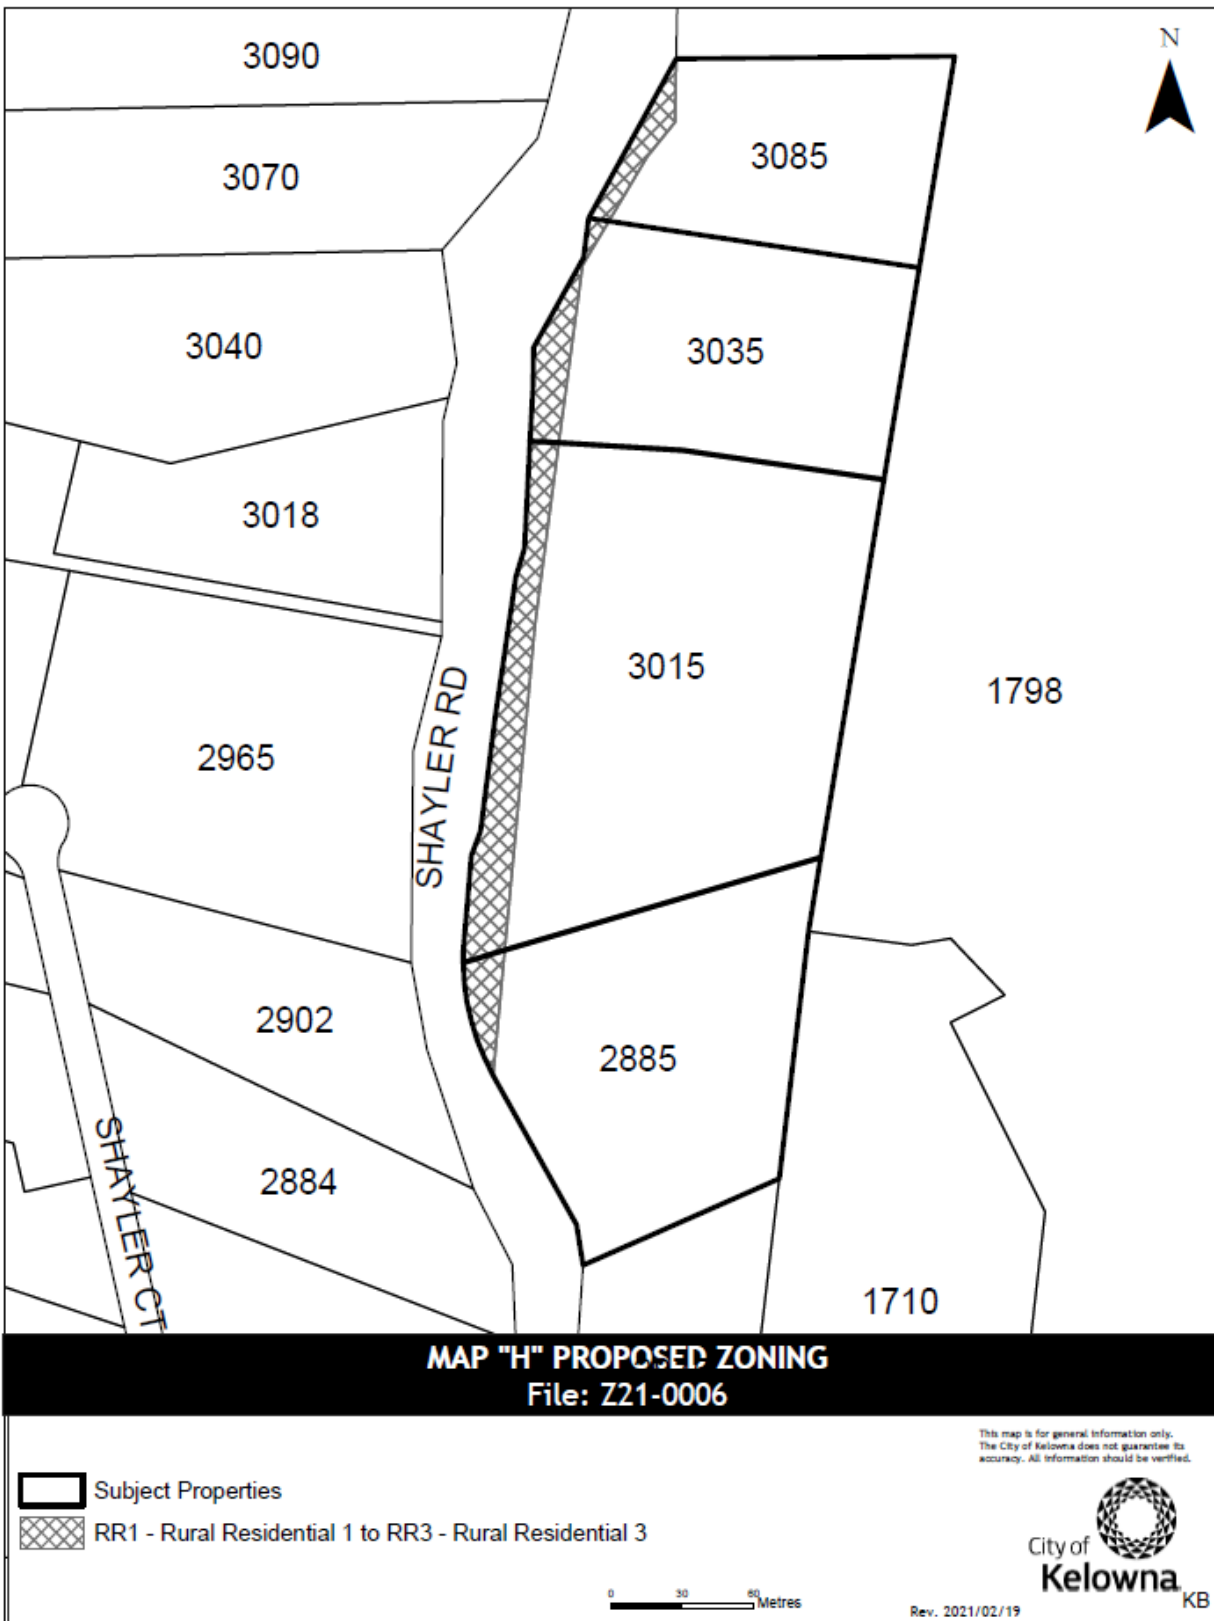 N
3090
3085
3070
3040
3035
3018
3015
1798
SHAYLER RD
2965
2902
2885
SHAYLER CT
2884
1710
MAP "H" PROPOSED ZONING
File: Z21-0006
This map is for general information only.
The City of Kelowna does not guarantee its
accuracy. All information should be verified.
Subject Properties
RR1 - Rural Residential 1 to RR3 - Rural Residential 3
City of
Kelowna
KB
0 30 60 Metres
Rev. 2021/02/19